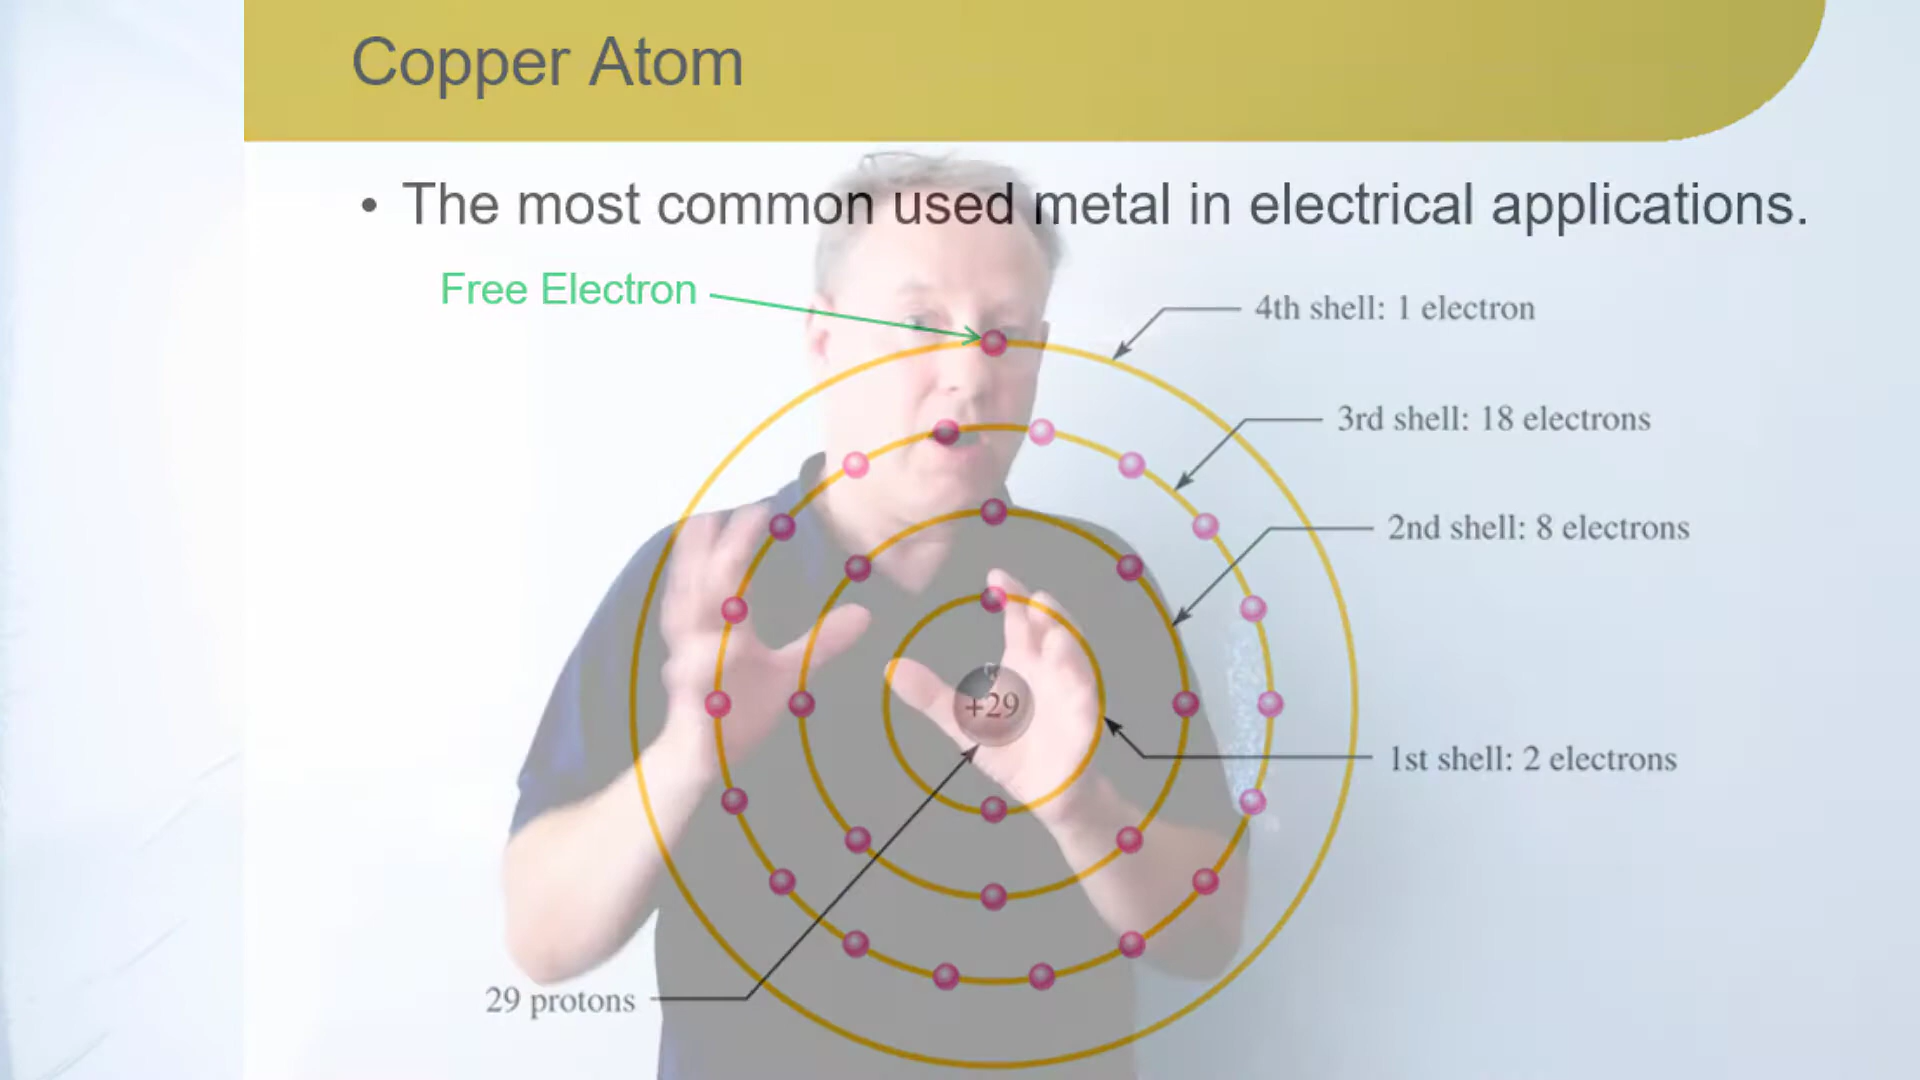 Copper Atom
• The most common used metal in electrical applications.
Free Electron
4th shell: 1 electron
3rd shell: 18 electrons
2nd shell: 8 electrons
+29
1st shell: 2 electrons
29 protons